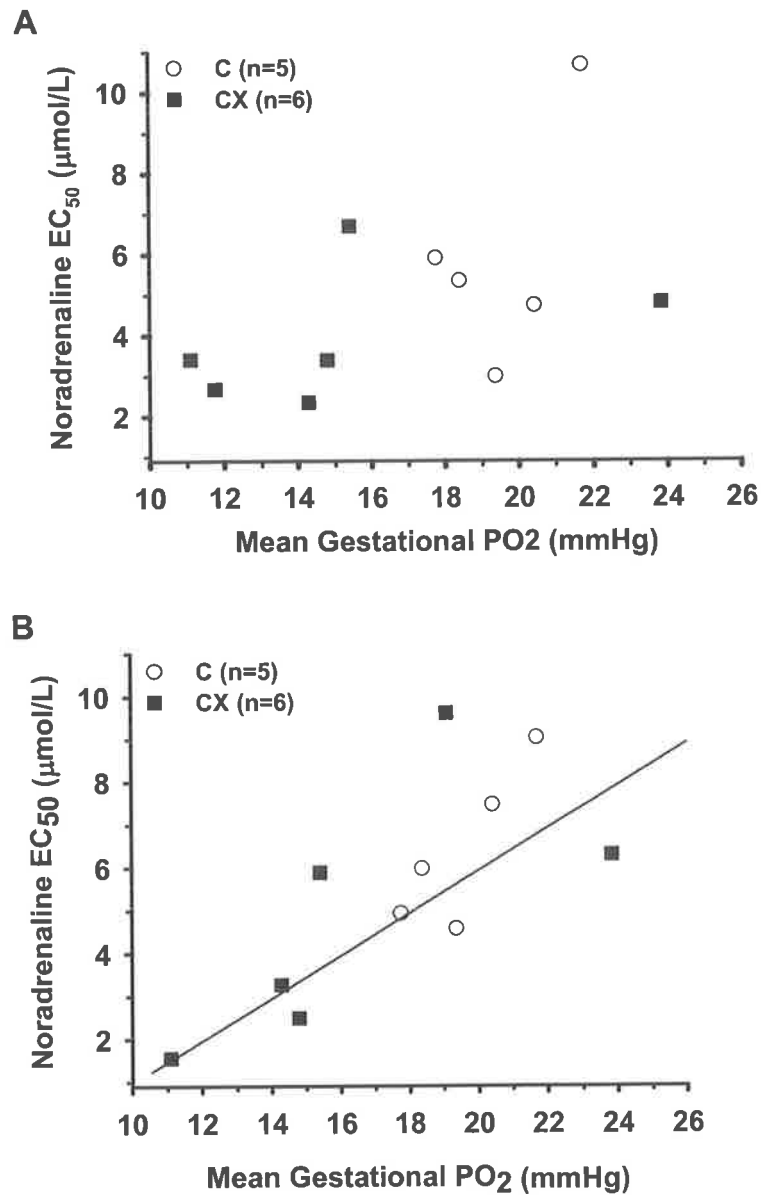 A
Noradrenaline EC50 (μmol/L)
C (n=5)
CX (n=6)
10
8
6
4
2
10 12 14 16 18 20 22 24 26
Mean Gestational PO2 (mmHg)
B
Noradrenaline EC50 (μmol/L)
C (n=5)
CX (n=6)
10
8
6
4
2
10 12 14 16 18 20 22 24 26
Mean Gestational PO2 (mmHg)